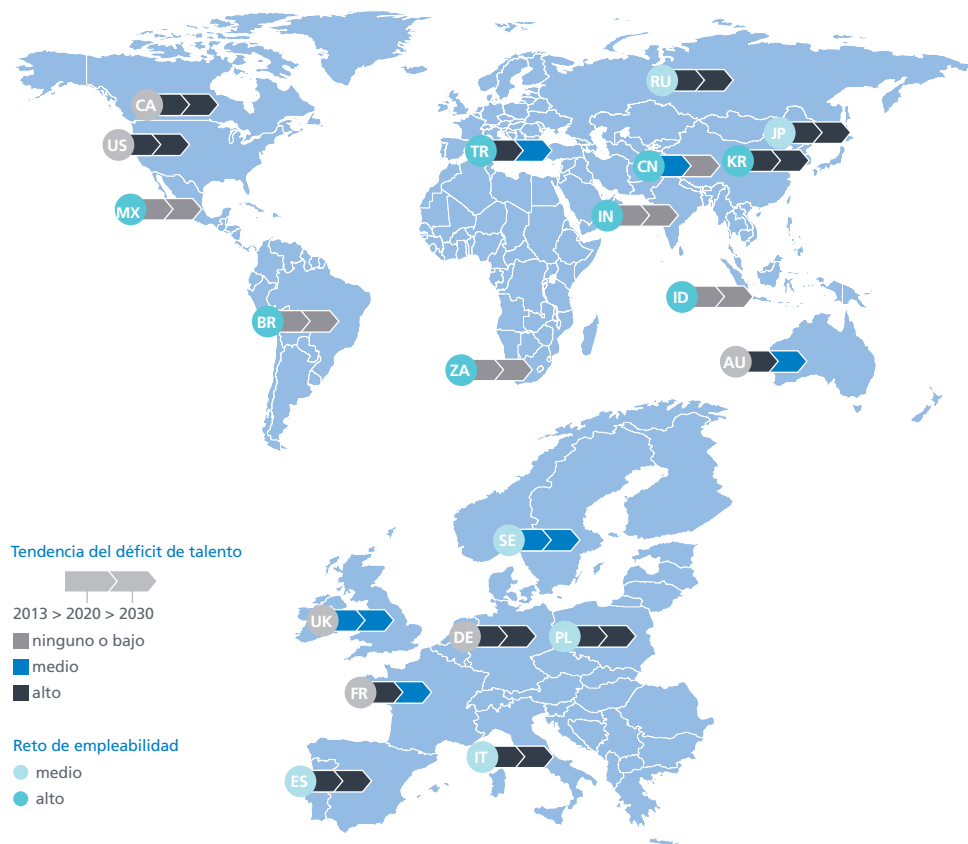 RU
CA
JP
US
TR
KR
CN
MX
IN
ID
BR
AU
ZA
SE
Tendencia del déficit de talento
2013 > 2020 > 2030
ninguno o bajo
medio
alto
UK
DE
PL
FR
Reto de empleabilidad
medio
alto
IT
ES